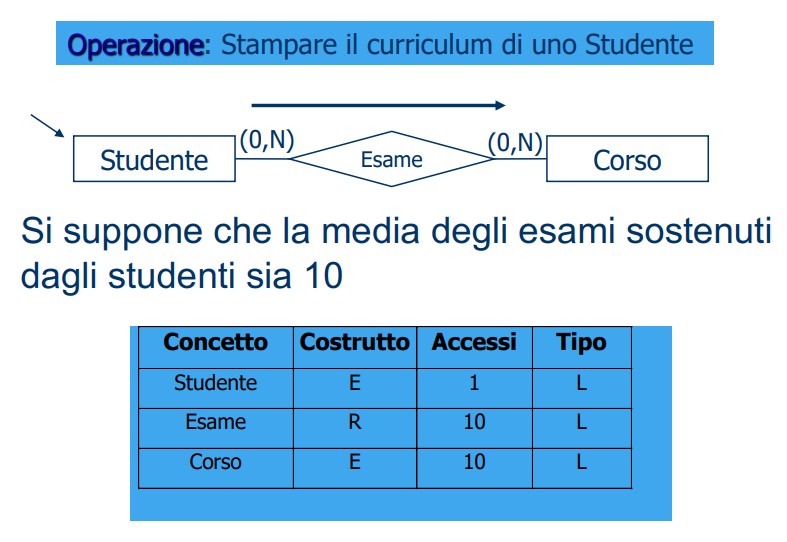 Operazione: Stampare il curriculum di uno Studente
Studente (0,N) Esame (0,N) Corso
Si suppone che la media degli esami sostenuti
dagli studenti sia 10
Concetto Costrutto Accessi Tipo
Studente E 1 L
Esame R 10 L
Corso E 10 L